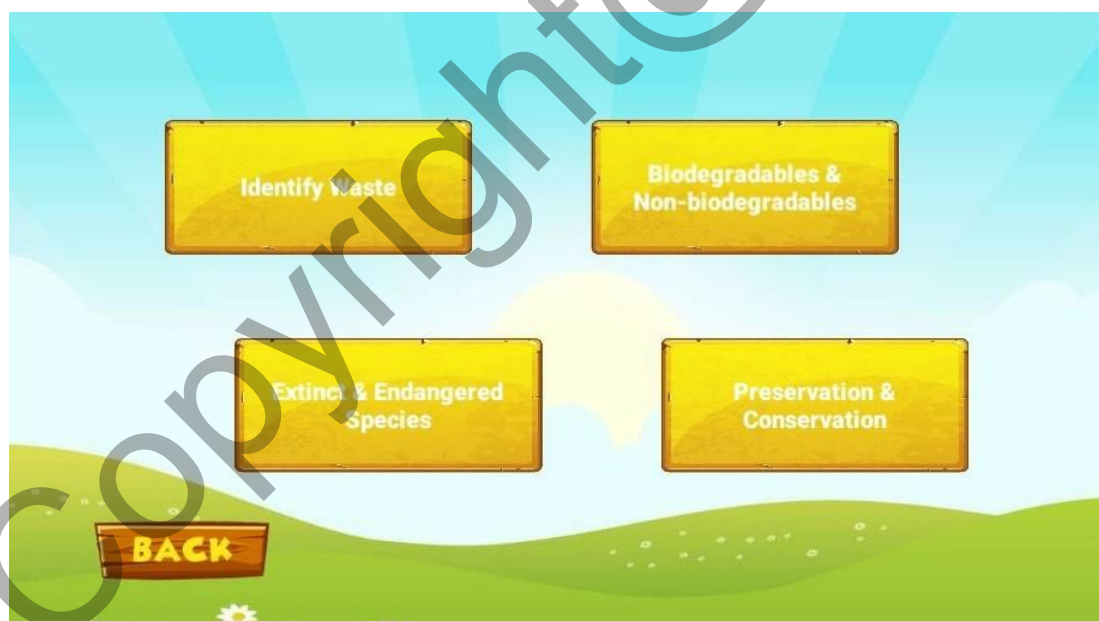 Identify Waste
Biodegradables &
Non-biodegradables
Extinct & Endangered
Species
Preservation &
Conservation
BACK
Copyright©